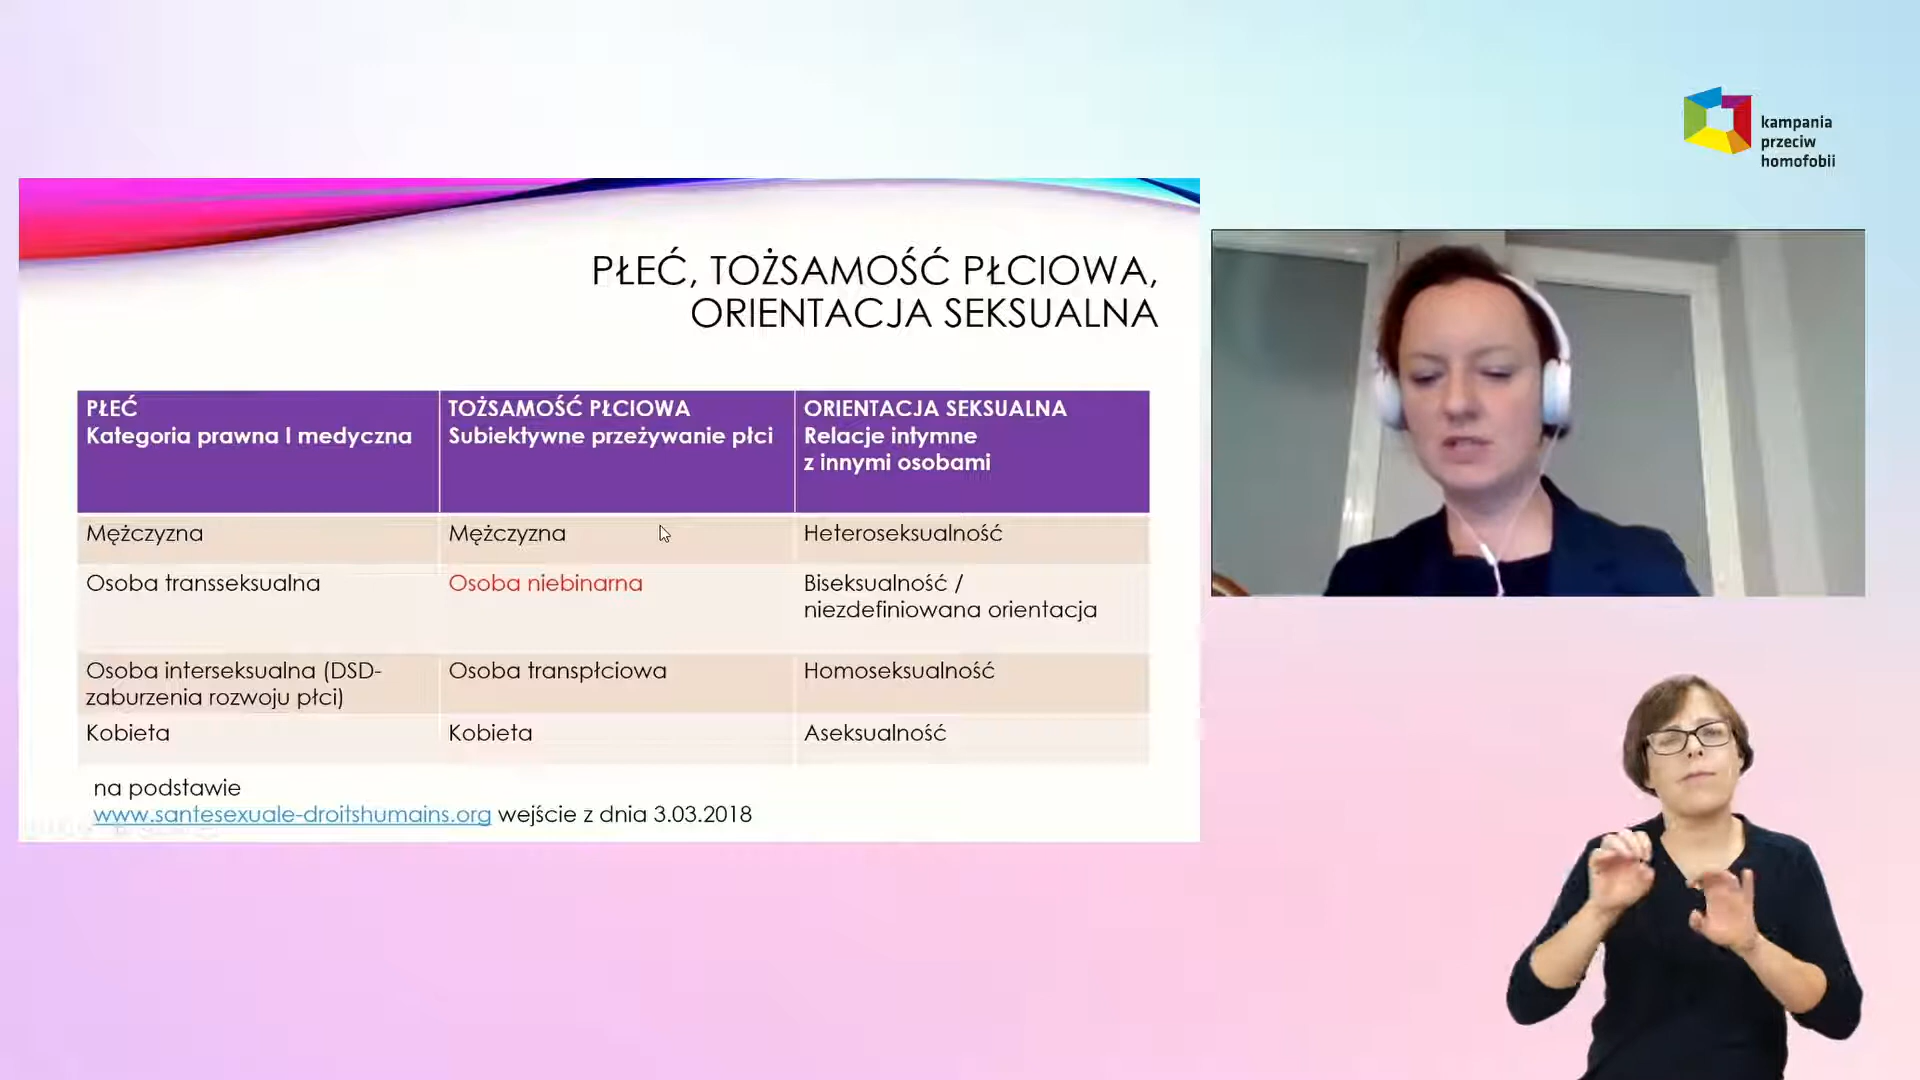 kampania
przeciw
homofobii
PŁEĆ, TOŻSAMOŚĆ PŁCIOWA,
ORIENTACJA SEKSUALNA
PŁEĆ
Kategoria prawna I medyczna
TOŻSAMOŚĆ PŁCIOWA
Subiektywne przeżywanie płci
ORIENTACJA SEKSUALNA
Relacje intymne
z innymi osobami
Mężczyzna
Mężczyzna
Heteroseksualność
Osoba transseksualna
Osoba niebinarna
Biseksualność /
niezdefiniowana orientacja
Osoba interseksualna (DSD-
zaburzenia rozwoju płci)
Osoba transpłciowa
Homoseksualność
Kobieta
Kobieta
Aseksualność
na podstawie
www.santesexuale-droitshumains.org wejście z dnia 3.03.2018